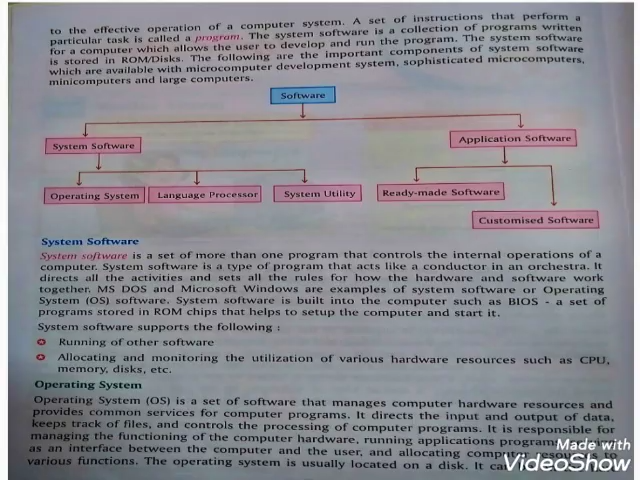 to the effective operation of a computer system. A set of instructions that perform a
particular task is called a program. The system software is a collection of programs written
for a computer which allows the user to develop and run the program. The system software
is stored in ROM/Disks. The following are the important components of system software
which are available with microcomputer development system, sophisticated microcomputers,
minicomputers and large computers.
Software
System Software
Application Software
Operating System
Language Processor
System Utility
Ready-made Software
Customised Software
System Software
System software is a set of more than one program that controls the internal operations of a
computer. System software is a type of program that acts like a conductor in an orchestra. It
directs all the activities and sets all the rules for how the hardware and software work
together. MS DOS and Microsoft Windows are examples of system software or Operating
System (OS) software. System software is built into the computer such as BIOS - a set of
programs stored in ROM chips that helps to setup the computer and start it.
System software supports the following :
Running of other software
Allocating and monitoring the utilization of various hardware resources such as CPU,
memory, disks, etc.
Operating System
Operating System (OS) is a set of software that manages computer hardware resources and
provides common services for computer programs. It directs the input and output of data,
keeps track of files, and controls the processing of computer programs. It is responsible for
managing the functioning of the computer hardware, running applications
as an interface between the computer and the user, and allocating to
various functions. The operating system is usually located on a disk. It
Made with
VideoShow